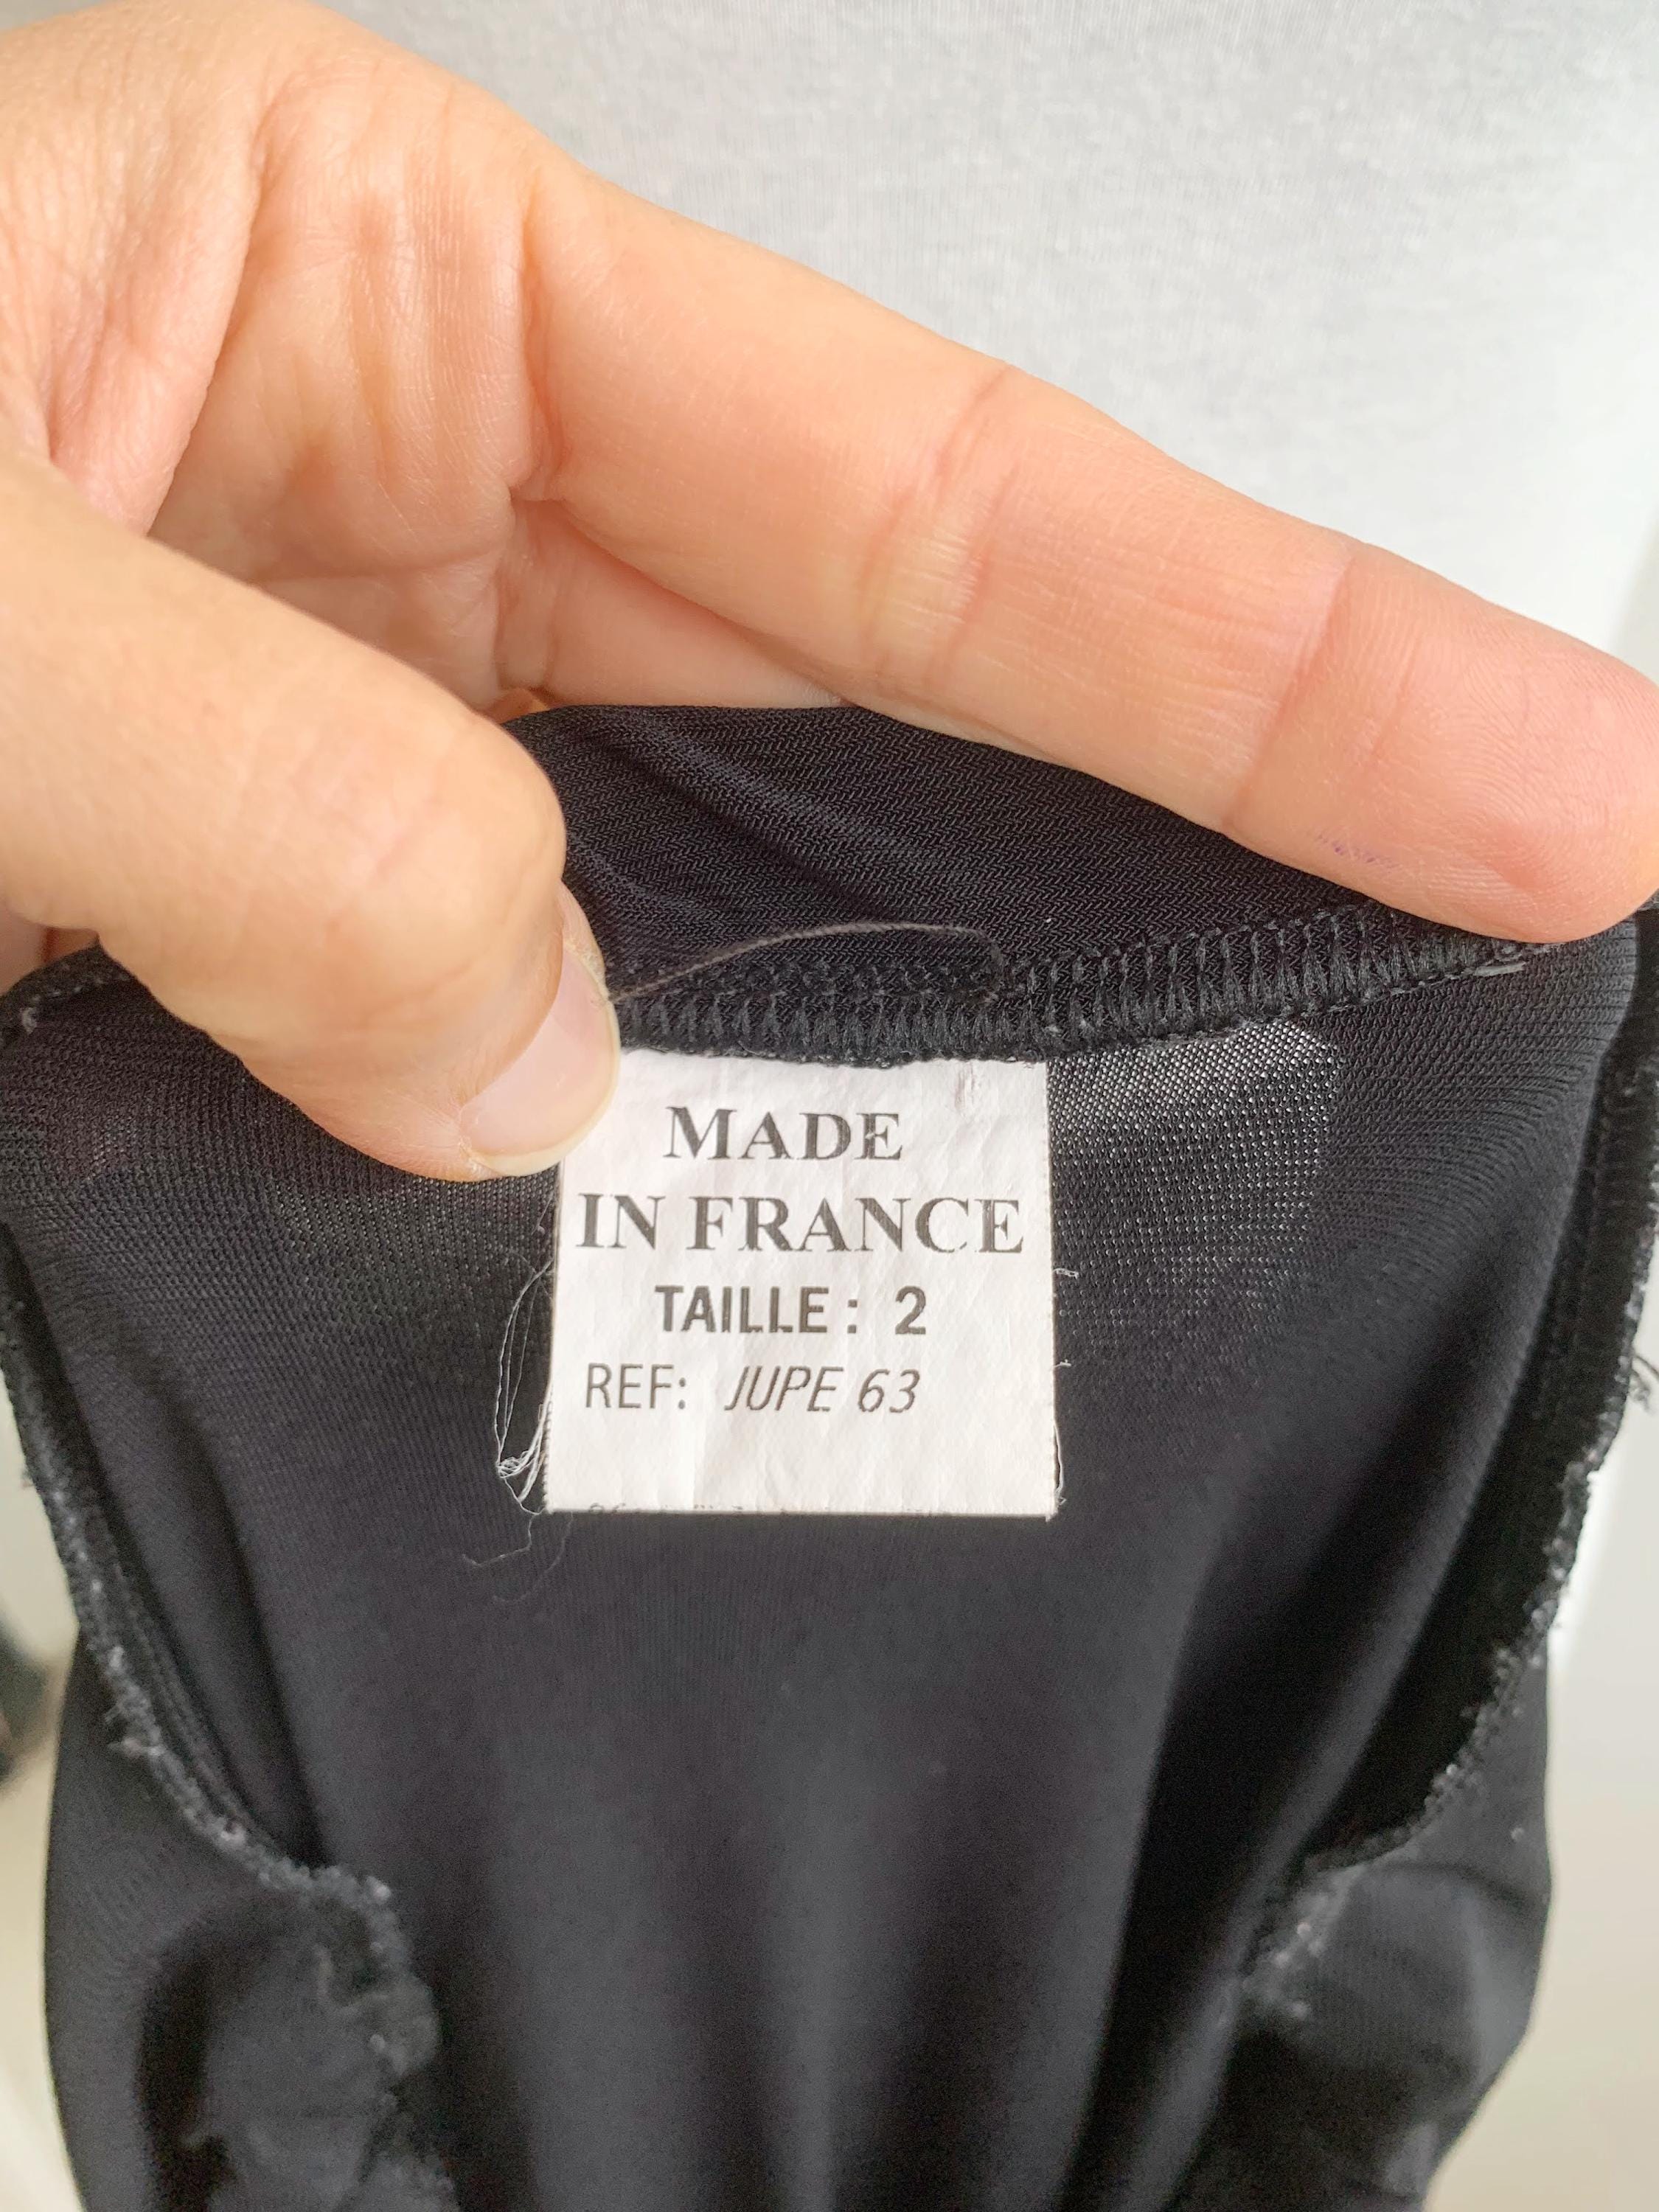 MADE
IN FRANCE
TAILLE : 2
REF: JUPE 63